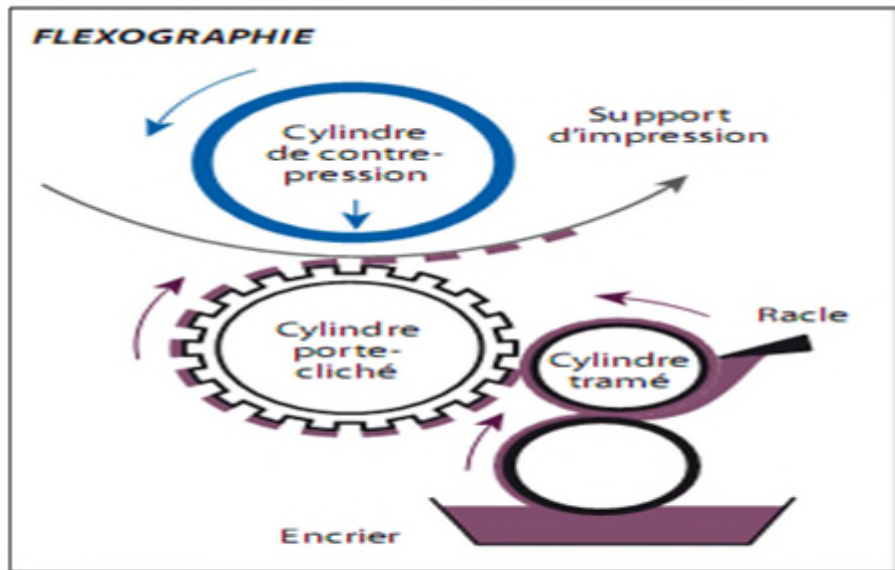 FLEXOGRAPHIE
Cylindre
de contre-
pression
Support
d'impression
Cylindre
porte-
cliché
Cylindre
tramé
Racle
Encrier